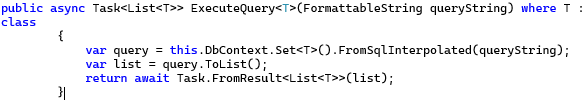 public async Task<List<T>> ExecuteQuery<T>(FormattableString queryString) where T :
class
{
var query = this.DbContext.Set<T>().FromSqlInterpolated(queryString);
var list = query.ToList();
return await Task.FromResult<List<T>>(list);
}